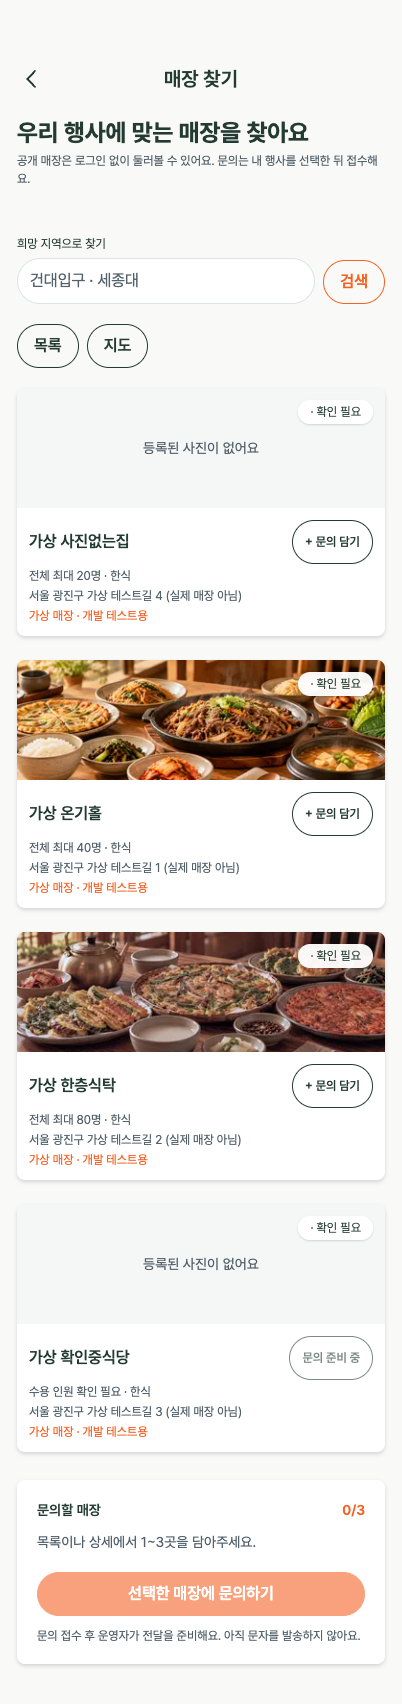 매장 찾기
우리 행사에 맞는 매장을 찾아요
공개 매장은 로그인 없이 둘러볼 수 있어요. 문의는 내 행사를 선택한 뒤 접수해
요.
희망 지역으로 찾기
건대입구 · 세종대
검색
목록
지도
· 확인 필요
등록된 사진이 없어요
가상 사진없는집
+ 문의 담기
전체 최대 20명 · 한식
서울 광진구 가상 테스트길 4 (실제 매장 아님)
가상 매장 · 개발 테스트용
· 확인 필요
가상 온기홀
+ 문의 담기
전체 최대 40명 · 한식
서울 광진구 가상 테스트길 1 (실제 매장 아님)
가상 매장 · 개발 테스트용
· 확인 필요
가상 한층식탁
+ 문의 담기
전체 최대 80명 · 한식
서울 광진구 가상 테스트길 2 (실제 매장 아님)
가상 매장 · 개발 테스트용
· 확인 필요
등록된 사진이 없어요
가상 확인중식당
문의 준비 중
수용 인원 확인 필요 · 한식
서울 광진구 가상 테스트길 3 (실제 매장 아님)
가상 매장 · 개발 테스트용
문의할 매장
0/3
목록이나 상세에서 1~3곳을 담아주세요.
선택한 매장에 문의하기
문의 접수 후 운영자가 전달을 준비해요. 아직 문자를 발송하지 않아요.